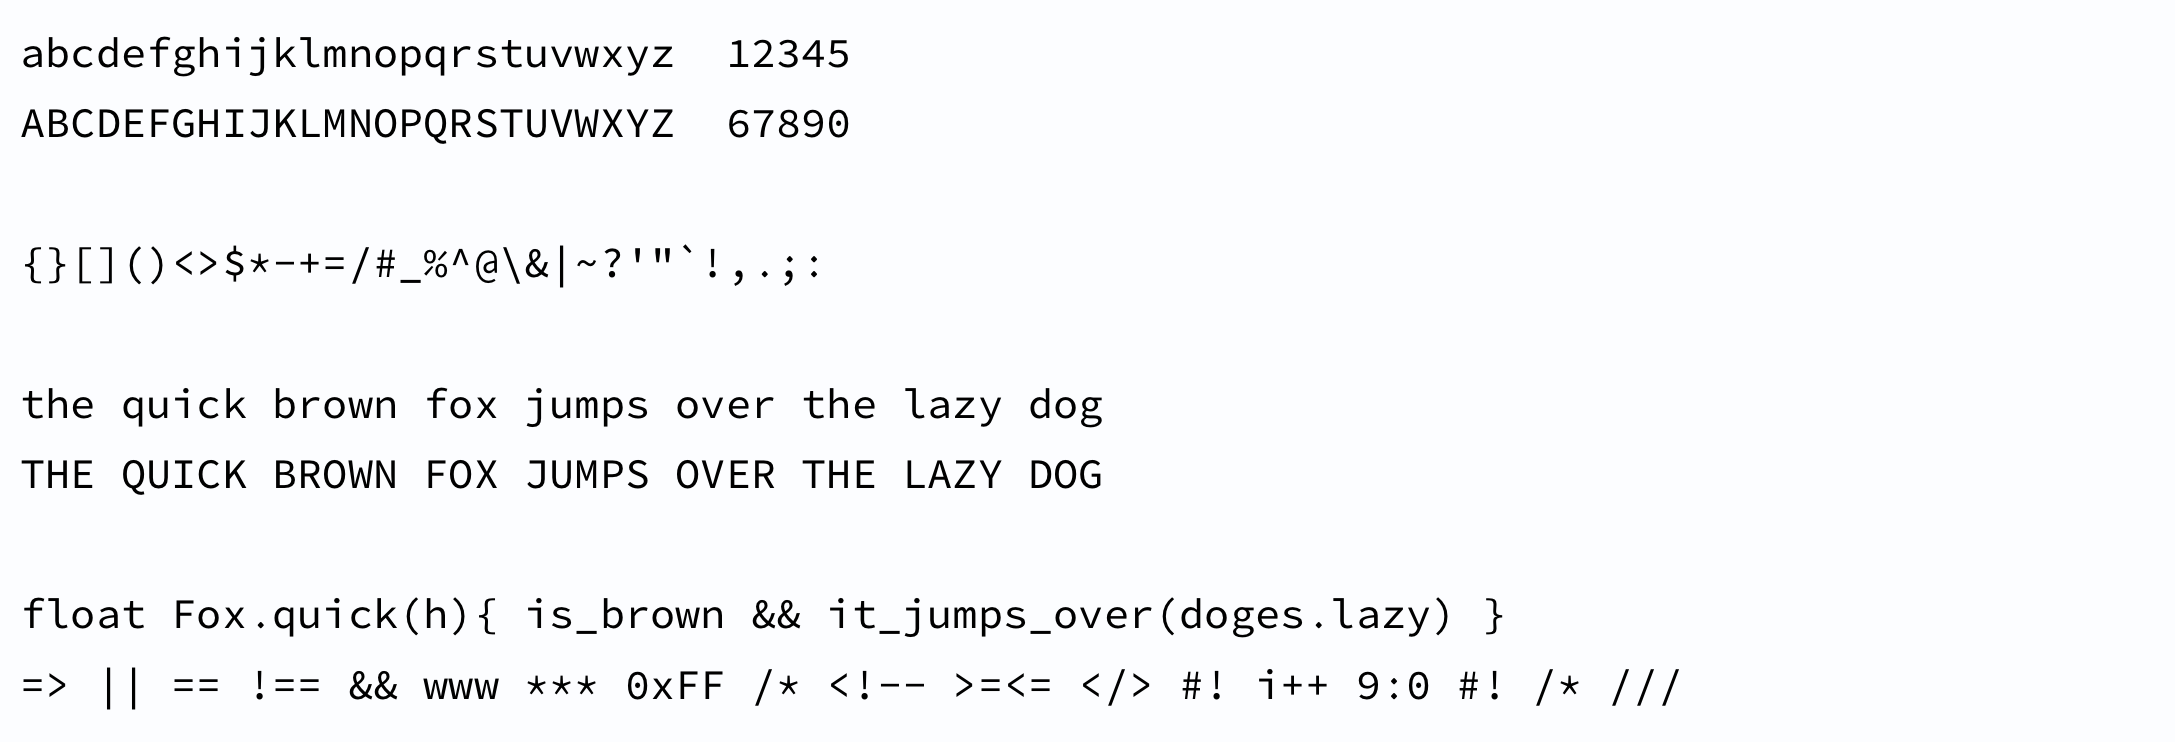 abcdefghijklmnopqrstuvwxyz  12345
ABCDEFGHIJKLMNOPQRSTUVWXYZ  67890
{}[]()<>$*-+=/#_%^@\&|~?'"`!,.;:
the quick brown fox jumps over the lazy dog
THE QUICK BROWN FOX JUMPS OVER THE LAZY DOG
float Fox.quick(h){ is_brown && it_jumps_over(doges.lazy) }
=> || == !== && www *** 0xFF /* <!-- >=<= </> #! i++ 9:0 #! /* ///